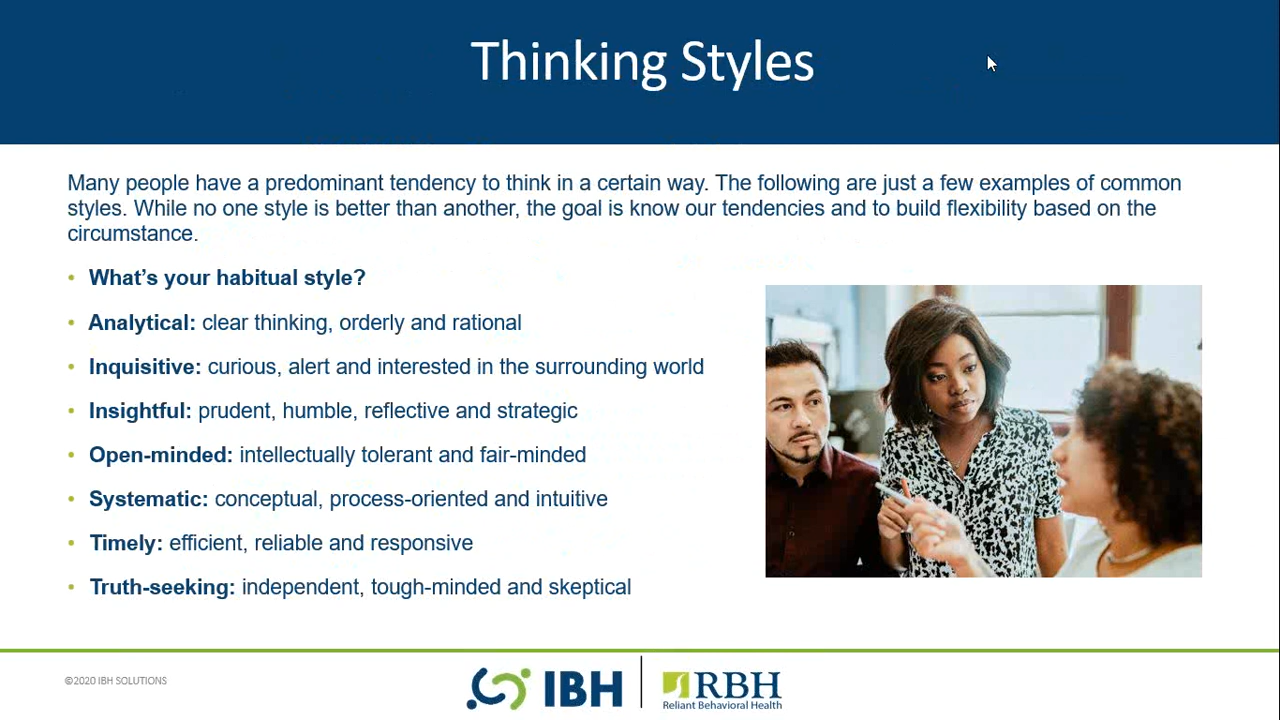 Thinking Styles
Many people have a predominant tendency to think in a certain way. The following are just a few examples of common
styles. While no one style is better than another, the goal is know our tendencies and to build flexibility based on the
circumstance.
• What's your habitual style?
• Analytical: clear thinking, orderly and rational
• Inquisitive: curious, alert and interested in the surrounding world
• Insightful: prudent, humble, reflective and strategic
• Open-minded: intellectually tolerant and fair-minded
• Systematic: conceptual, process-oriented and intuitive
• Timely: efficient, reliable and responsive
• Truth-seeking: independent, tough-minded and skeptical
©2020 IBH SOLUTIONS
IBH
RBH
Reliant Behavioral Health